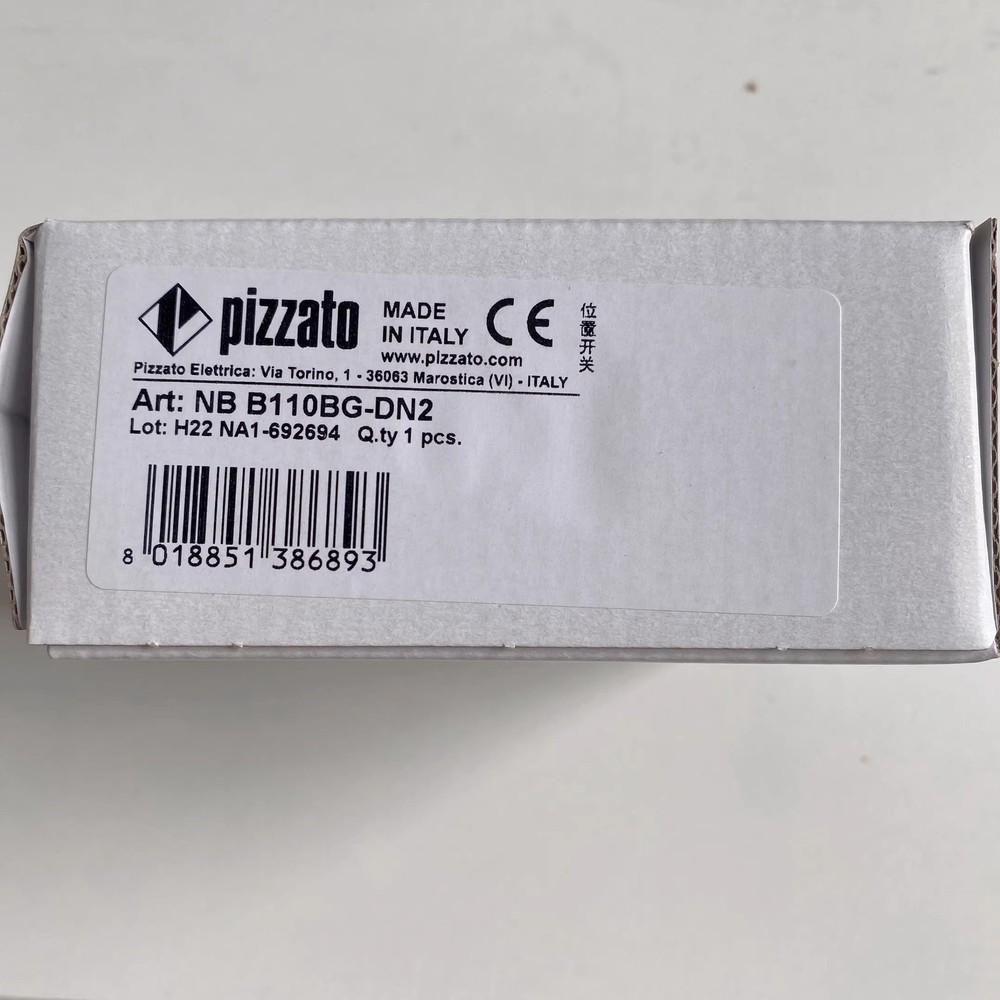 pizzato
MADE
IN ITALY
www.pizzato.com
CE
位置开关
Pizzato Elettrica: Via Torino, 1 - 36063 Marostica (VI) - ITALY
Art: NB B110BG-DN2
Lot: H22 NA1-692694 Q.ty 1 pcs.
8 018851 386893